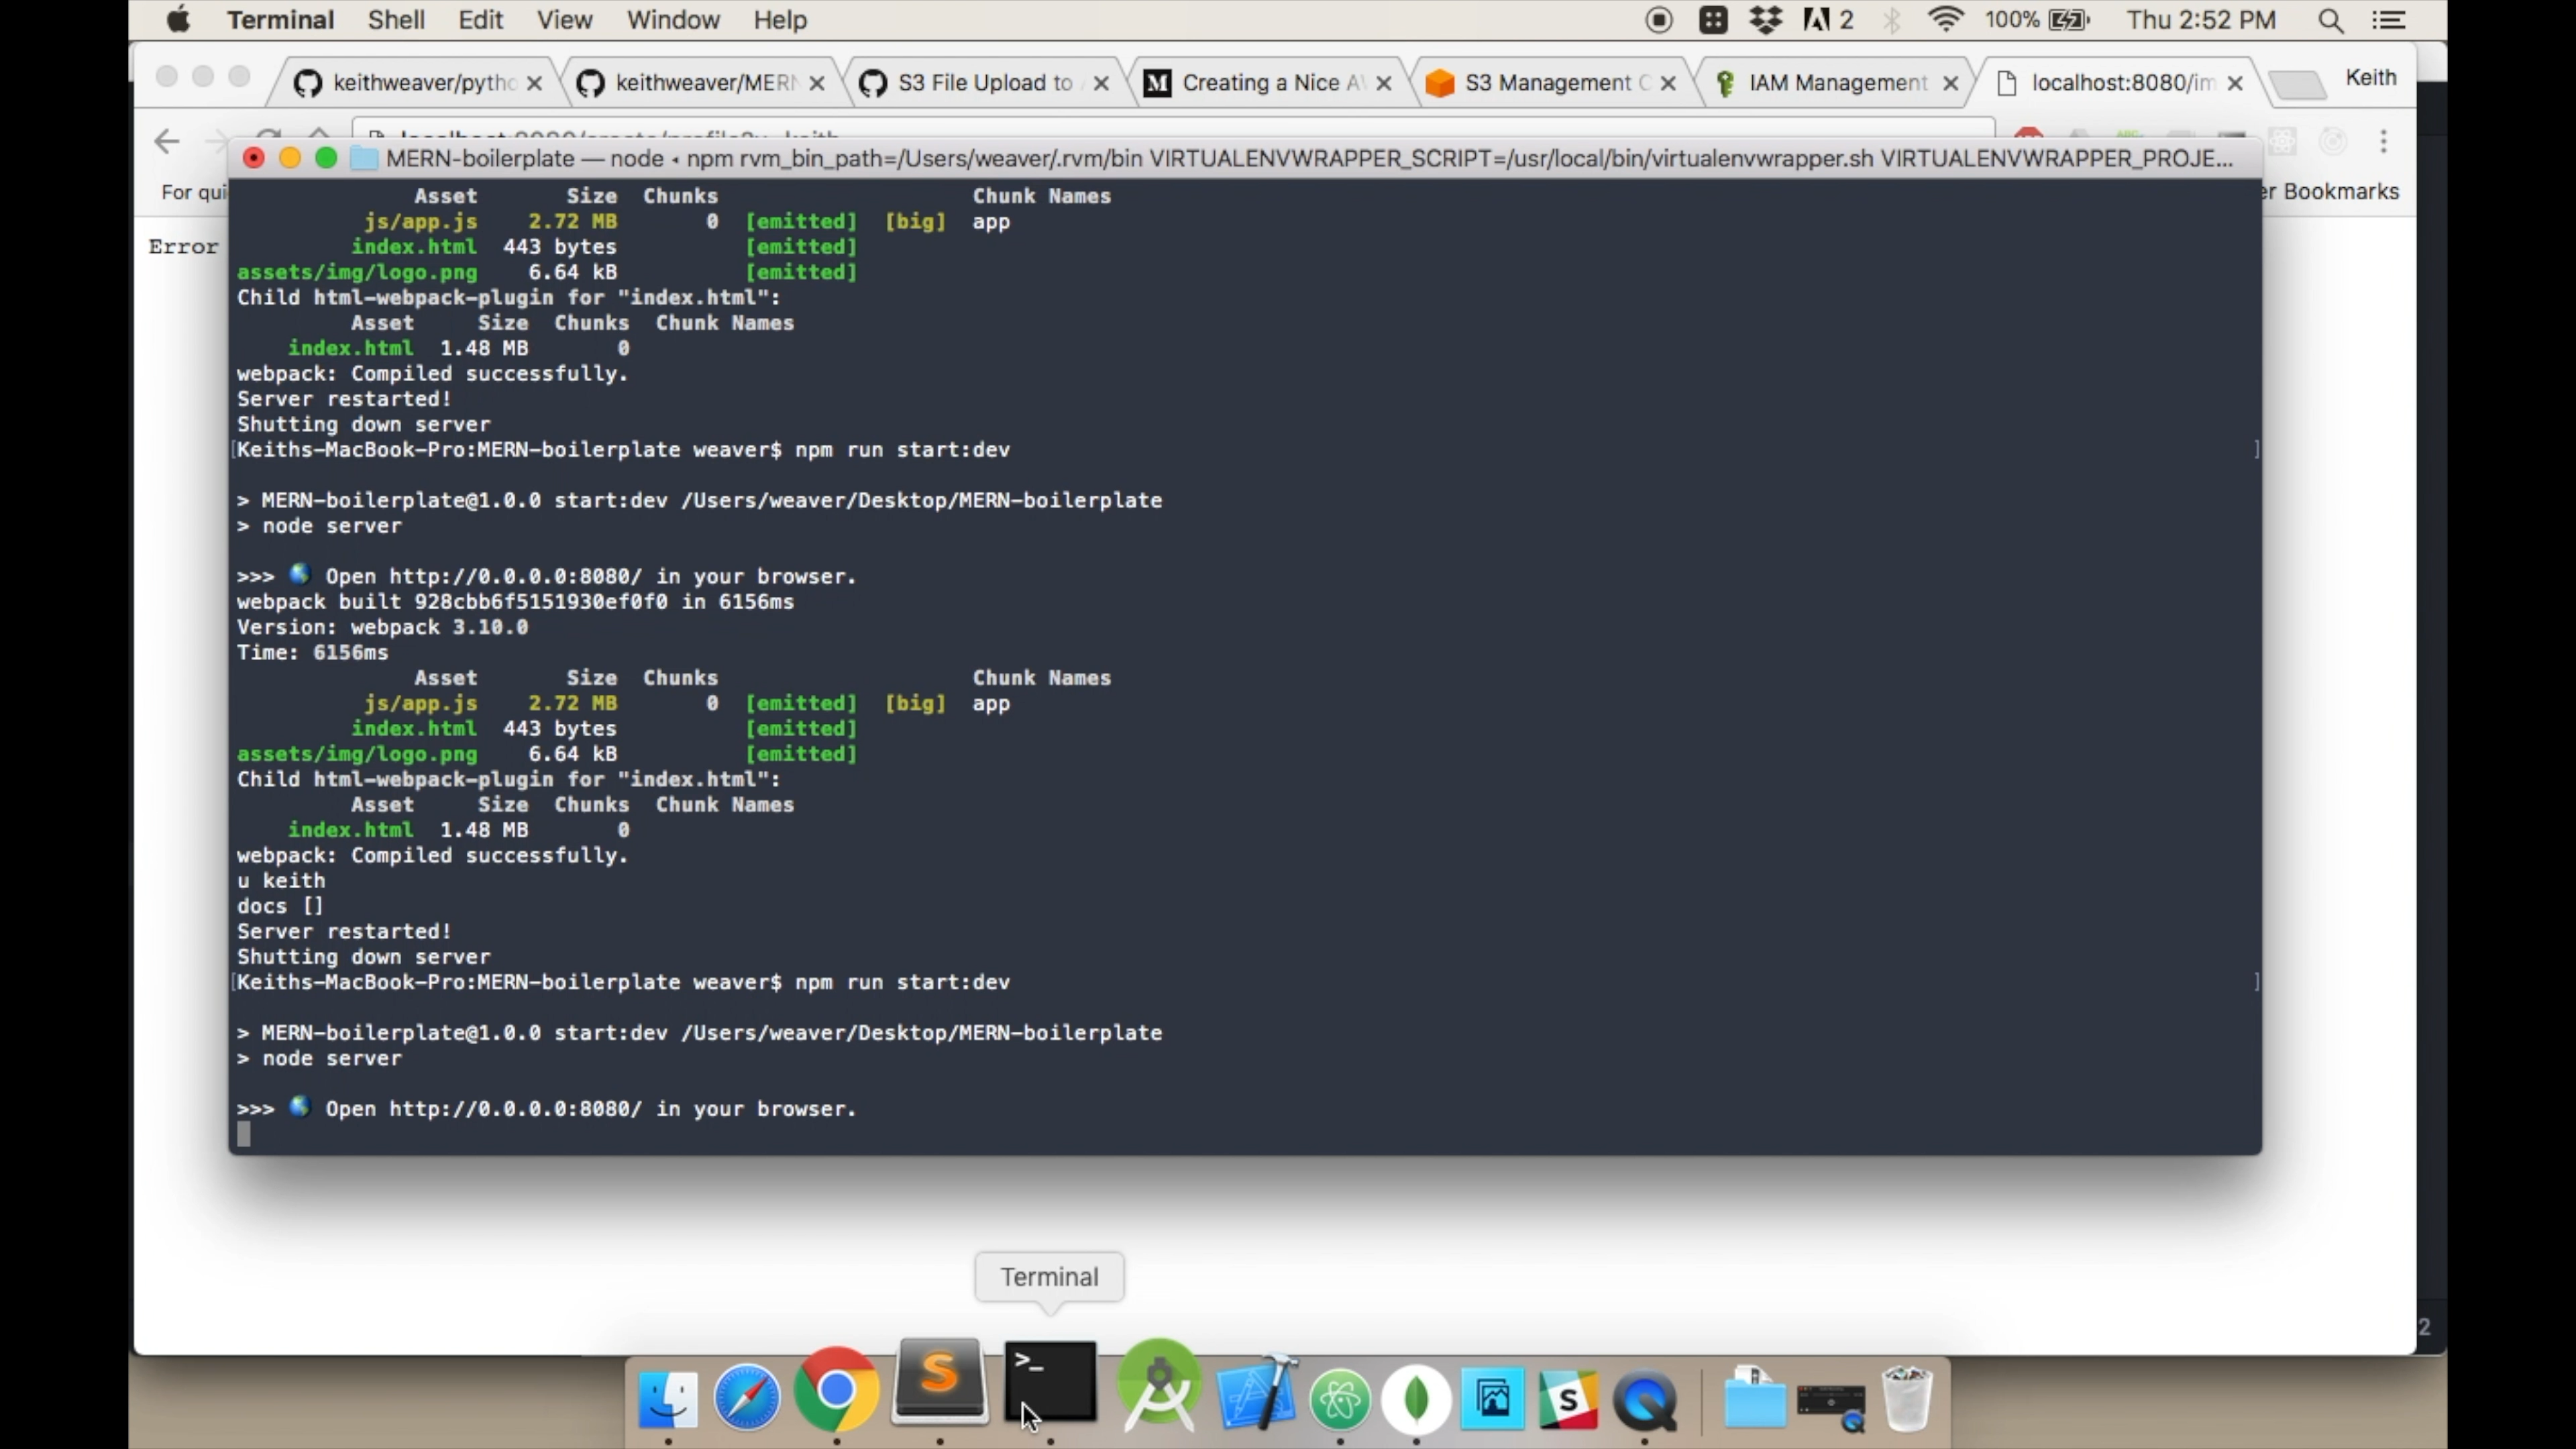 Terminal Shell Edit View Window Help 2 100% Thu 2:52 PM
keithweaver/pytho keithweaver/MERN S3 File Upload to Creating a Nice A S3 Management C IAM Management localhost:8080/im Keith
localhost:8080/create/profile?u=keith
MERN-boilerplate — node ◂ npm rvm_bin_path=/Users/weaver/.rvm/bin VIRTUALENVWRAPPER_SCRIPT=/usr/local/bin/virtualenvwrapper.sh VIRTUALENVWRAPPER_PROJE...
For qui er Bookmarks
Error
Asset Size Chunks Chunk Names
js/app.js 2.72 MB 0 [emitted] [big] app
index.html 443 bytes [emitted]
assets/img/logo.png 6.64 kB [emitted]
Child html-webpack-plugin for "index.html":
Asset Size Chunks Chunk Names
index.html 1.48 MB 0
webpack: Compiled successfully.
Server restarted!
Shutting down server
[Keiths-MacBook-Pro:MERN-boilerplate weaver$ npm run start:dev ]
> MERN-boilerplate@1.0.0 start:dev /Users/weaver/Desktop/MERN-boilerplate
> node server
>>> 🌎 Open http://0.0.0.0:8080/ in your browser.
webpack built 928cbb6f5151930ef0f0 in 6156ms
Version: webpack 3.10.0
Time: 6156ms
Asset Size Chunks Chunk Names
js/app.js 2.72 MB 0 [emitted] [big] app
index.html 443 bytes [emitted]
assets/img/logo.png 6.64 kB [emitted]
Child html-webpack-plugin for "index.html":
Asset Size Chunks Chunk Names
index.html 1.48 MB 0
webpack: Compiled successfully.
u keith
docs []
Server restarted!
Shutting down server
[Keiths-MacBook-Pro:MERN-boilerplate weaver$ npm run start:dev ]
> MERN-boilerplate@1.0.0 start:dev /Users/weaver/Desktop/MERN-boilerplate
> node server
>>> 🌎 Open http://0.0.0.0:8080/ in your browser.
Terminal
2